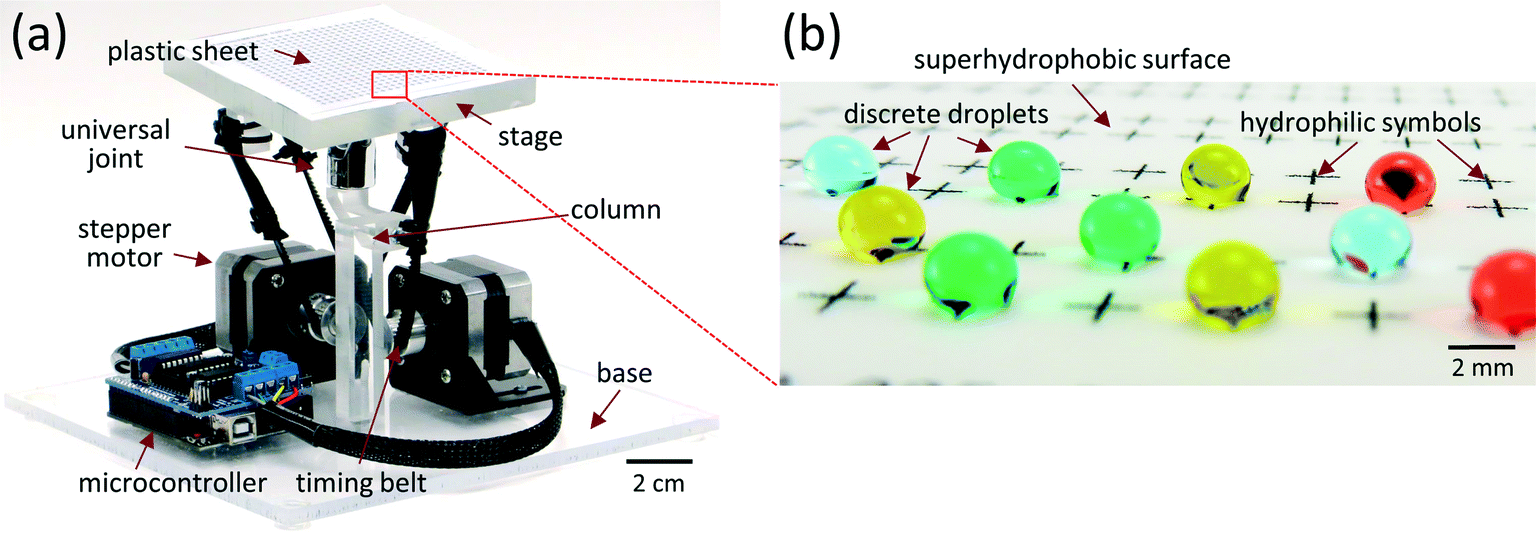 (a)
plastic sheet
universal
joint
stage
stepper
motor
column
base
microcontroller
timing belt
2 cm
(b)
superhydrophobic surface
discrete droplets
hydrophilic symbols
2 mm